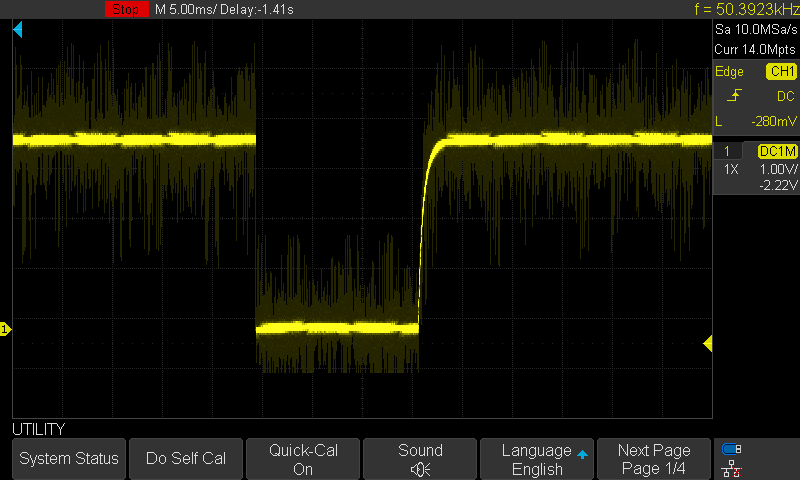 Stop M 5.00ms/ Delay:-1.41s f = 50.3923kHz
Sa 10.0MSa/s
Curr 14.0Mpts
Edge CH1
DC
L -280mV
1 DC1M
1X 1.00V/
-2.22V
1
UTILITY
System Status
Do Self Cal
Quick-Cal
On
Sound
Language
English
Next Page
Page 1/4